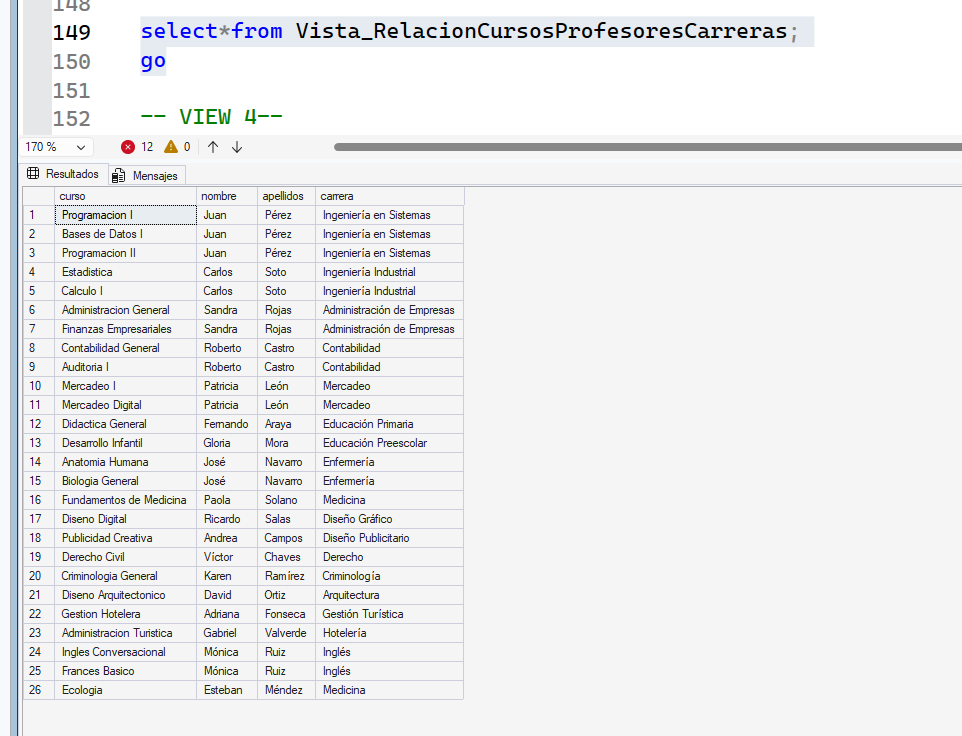 148
149 select*from Vista_RelacionCursosProfesoresCarreras;
150 go
151
152 -- VIEW 4--
170 % 12 0
Resultados Mensajes
curso nombre apellidos carrera
1 Programacion I Juan Pérez Ingeniería en Sistemas
2 Bases de Datos I Juan Pérez Ingeniería en Sistemas
3 Programacion II Juan Pérez Ingeniería en Sistemas
4 Estadistica Carlos Soto Ingeniería Industrial
5 Calculo I Carlos Soto Ingeniería Industrial
6 Administracion General Sandra Rojas Administración de Empresas
7 Finanzas Empresariales Sandra Rojas Administración de Empresas
8 Contabilidad General Roberto Castro Contabilidad
9 Auditoria I Roberto Castro Contabilidad
10 Mercadeo I Patricia León Mercadeo
11 Mercadeo Digital Patricia León Mercadeo
12 Didactica General Fernando Araya Educación Primaria
13 Desarrollo Infantil Gloria Mora Educación Preescolar
14 Anatomia Humana José Navarro Enfermería
15 Biologia General José Navarro Enfermería
16 Fundamentos de Medicina Paola Solano Medicina
17 Diseno Digital Ricardo Salas Diseño Gráfico
18 Publicidad Creativa Andrea Campos Diseño Publicitario
19 Derecho Civil Víctor Chaves Derecho
20 Criminologia General Karen Ramírez Criminología
21 Diseno Arquitectonico David Ortiz Arquitectura
22 Gestion Hotelera Adriana Fonseca Gestión Turística
23 Administracion Turistica Gabriel Valverde Hotelería
24 Ingles Conversacional Mónica Ruiz Inglés
25 Frances Basico Mónica Ruiz Inglés
26 Ecologia Esteban Méndez Medicina